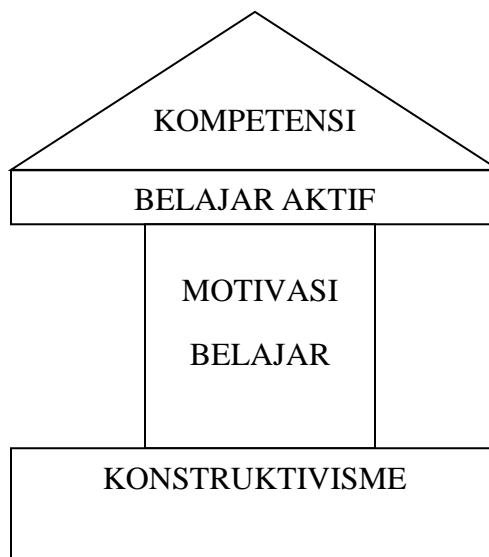 KOMPETENSI
BELAJAR AKTIF
MOTIVASI
BELAJAR
KONSTRUKTIVISME